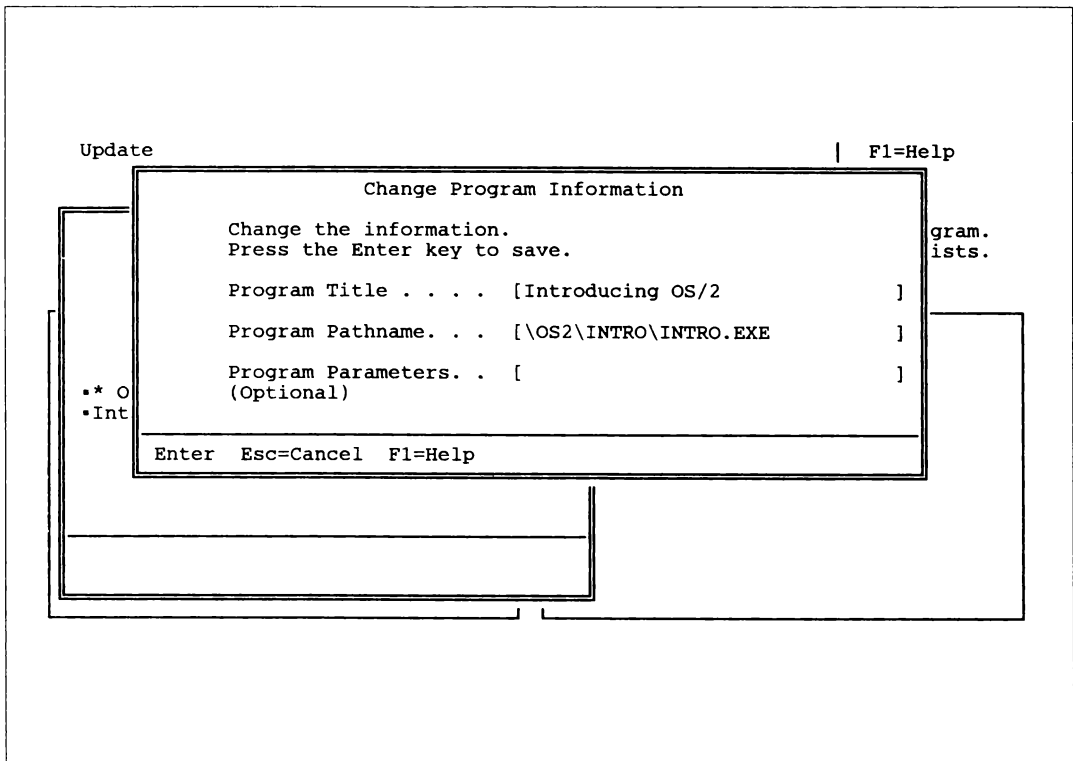 Update | F1=Help
Change Program Information
Change the information.
gram.
Press the Enter key to save.
ists.
Program Title . . . . [Introducing OS/2 ]
Program Pathname. . . [\OS2\INTRO\INTRO.EXE ]
Program Parameters. . [ ]
▪* O
(Optional)
▪Int
Enter Esc=Cancel F1=Help